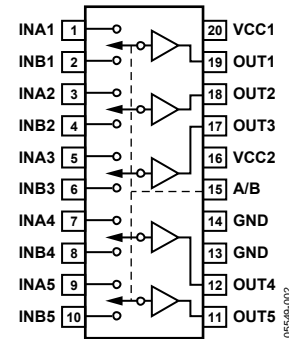 INA1 1 20 VCC1
INB1 2 19 OUT1
INA2 3 18 OUT2
INB2 4 17 OUT3
INA3 5 16 VCC2
INB3 6 15 A/B
INA4 7 14 GND
INB4 8 13 GND
INA5 9 12 OUT4
INB5 10 11 OUT5
05549-002